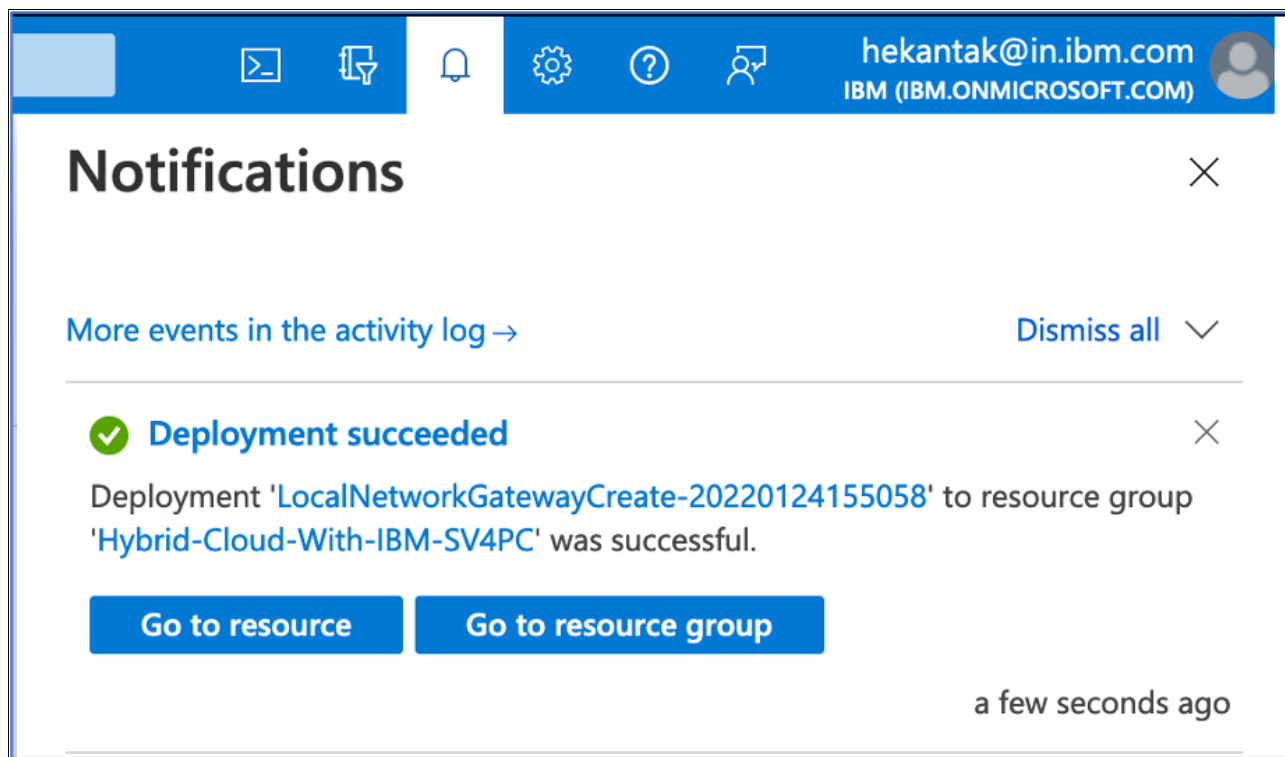 hekantak@in.ibm.com
IBM (IBM.ONMICROSOFT.COM)
Notifications
More events in the activity log →
Dismiss all
Deployment succeeded
Deployment 'LocalNetworkGatewayCreate-20220124155058' to resource group
'Hybrid-Cloud-With-IBM-SV4PC' was successful.
Go to resource
Go to resource group
a few seconds ago